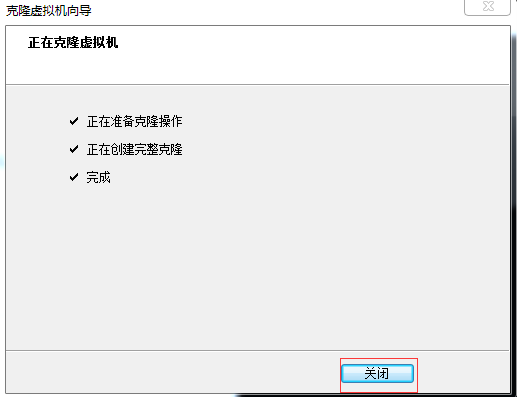 克隆虚拟机向导
正在克隆虚拟机
正在准备克隆操作
正在创建完整克隆
完成
关闭